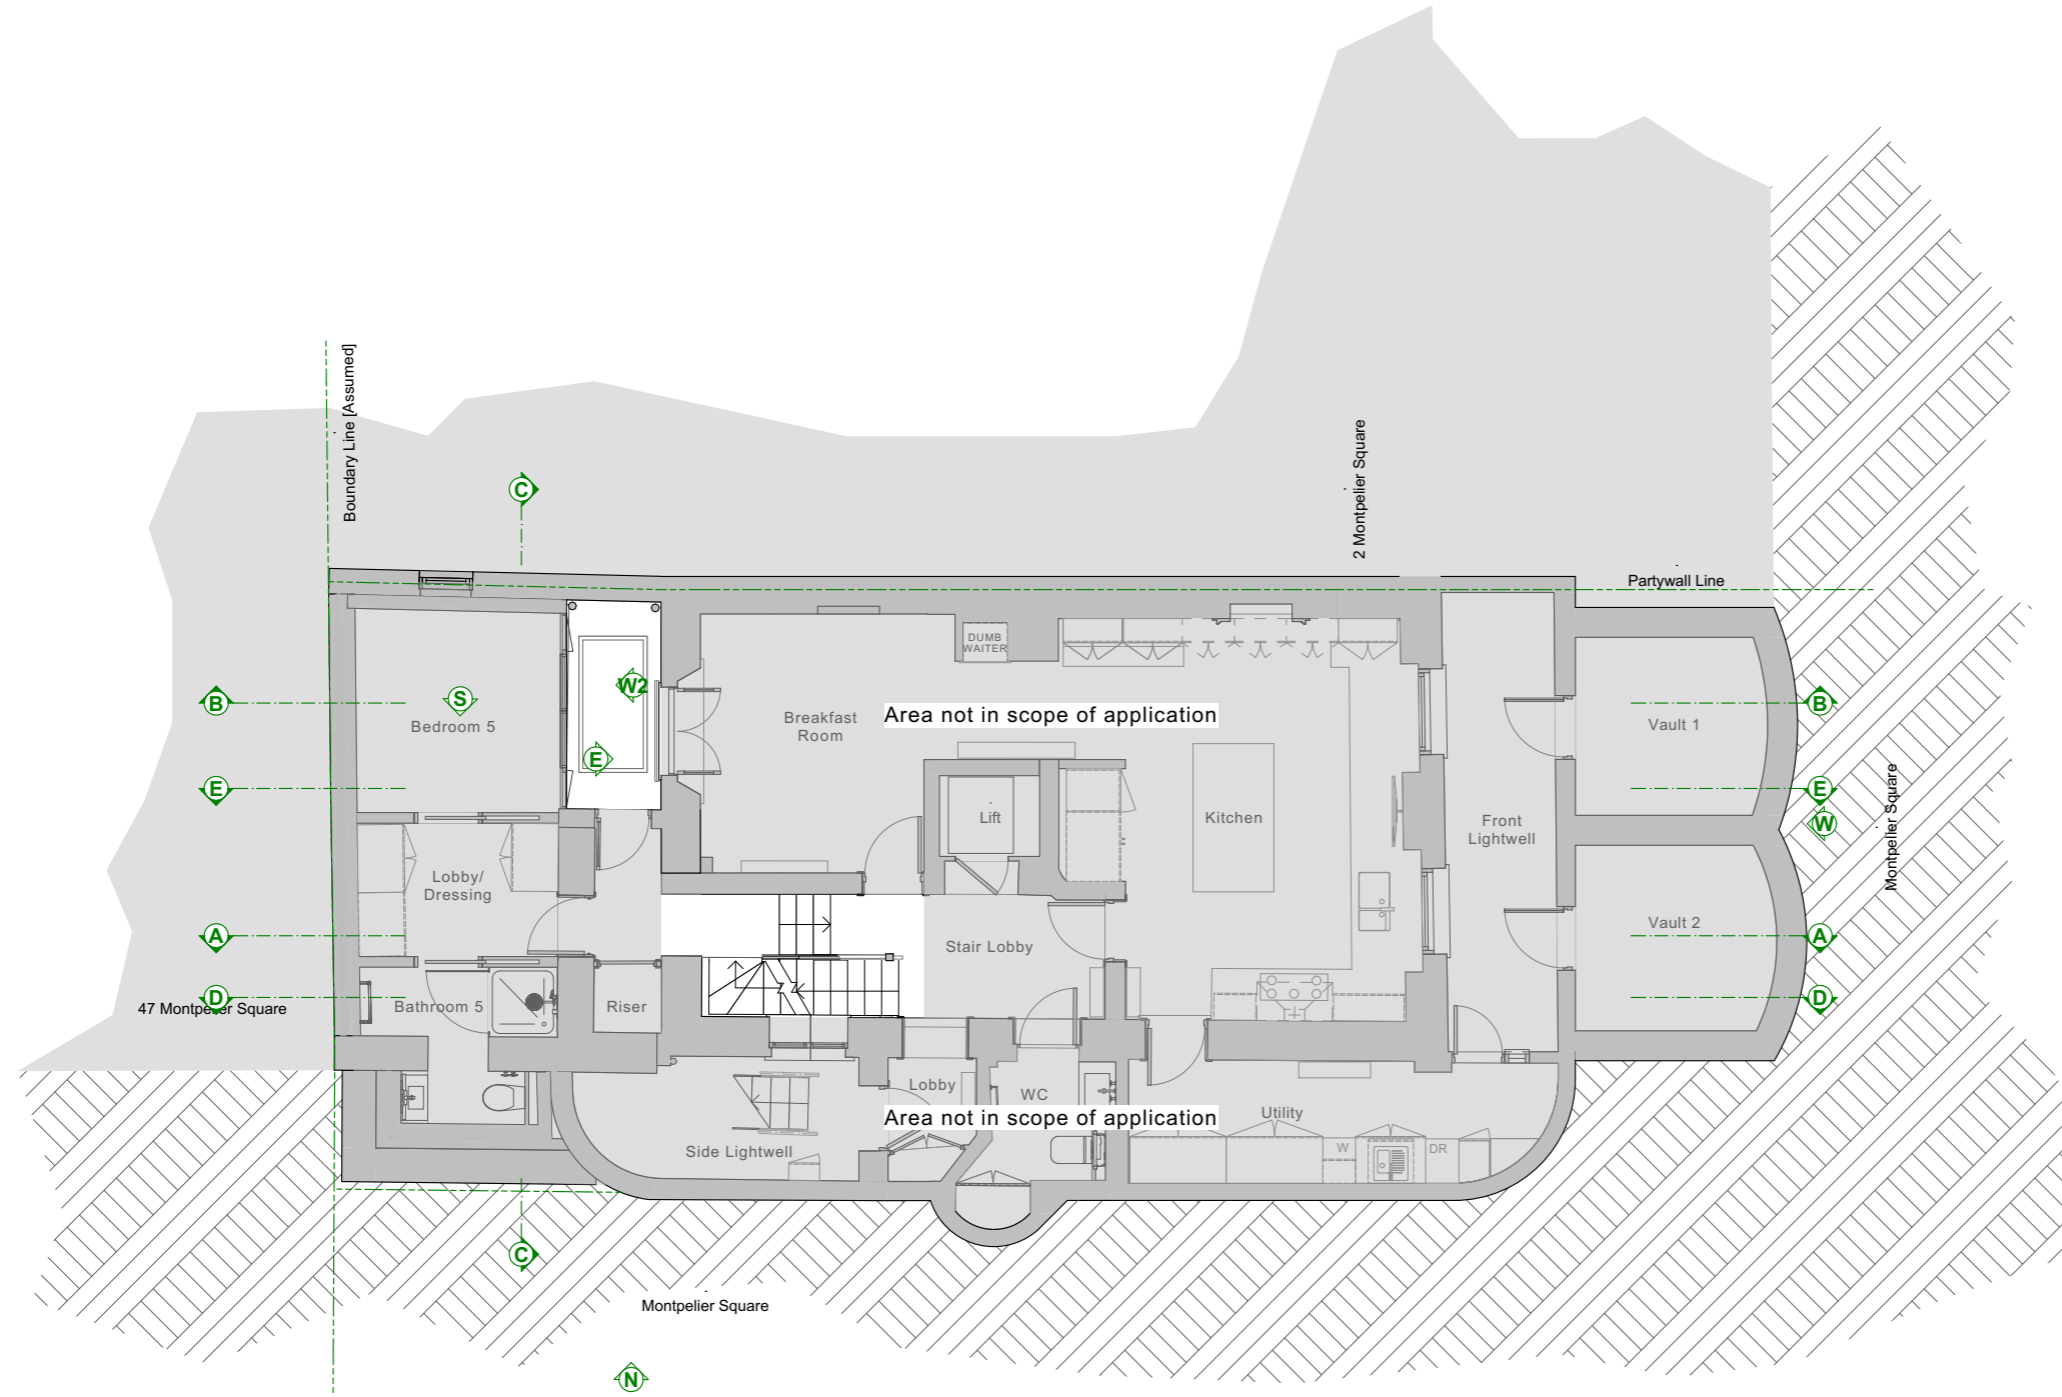 Boundary Line [Assumed]
2 Montpelier Square
C
Partywall Line
DUMB
WAITER
B
S
Bedroom 5
W2
E
Breakfast
Room
Area not in scope of application
Vault 1
B
E
Lift
Kitchen
Front
Lightwell
E
W
Montpelier Square
Lobby/
Dressing
A
Stair Lobby
Vault 2
A
D
47 Montpelier Square
Bathroom 5
Riser
D
Lobby
WC
Area not in scope of application
Utility
Side Lightwell
W
DR
C
Montpelier Square
N